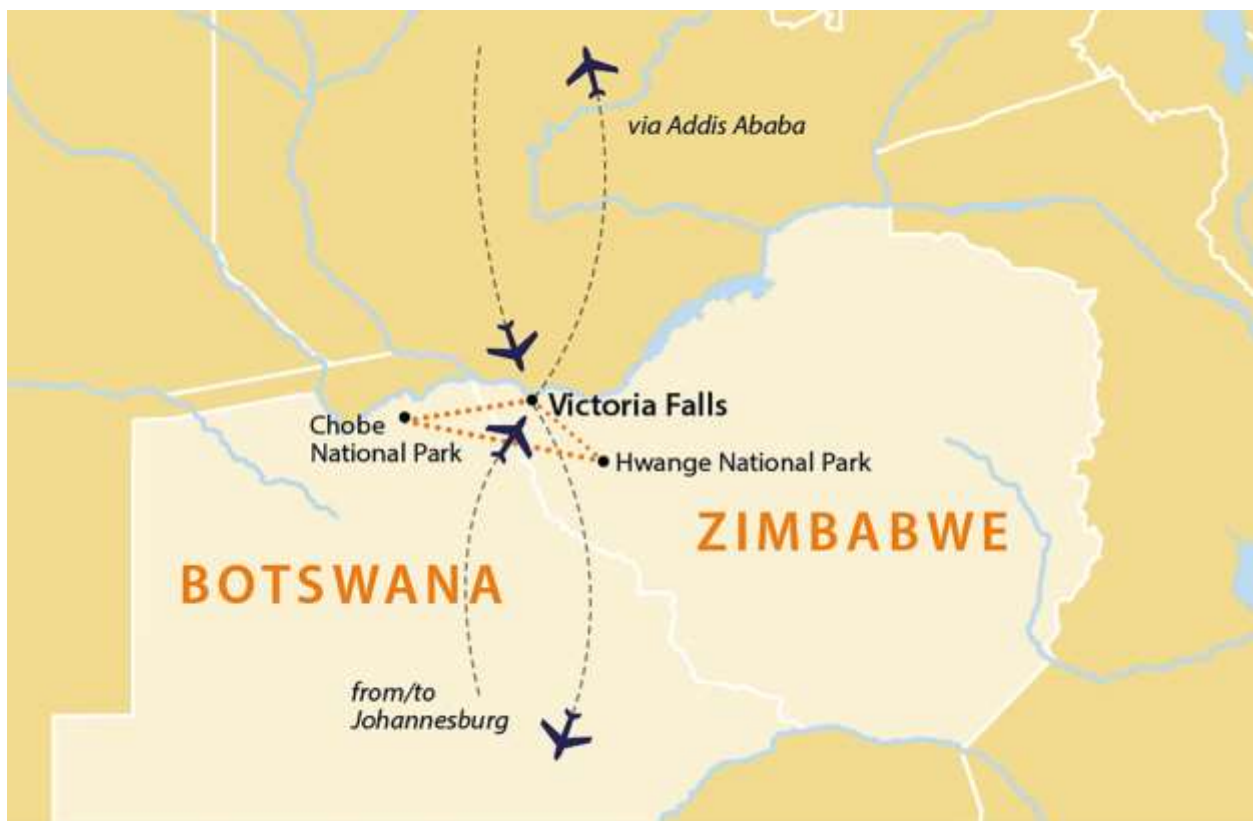 via Addis Ababa
Victoria Falls
Chobe
National Park
Hwange National Park
ZIMBABWE
BOTSWANA
from/to
Johannesburg